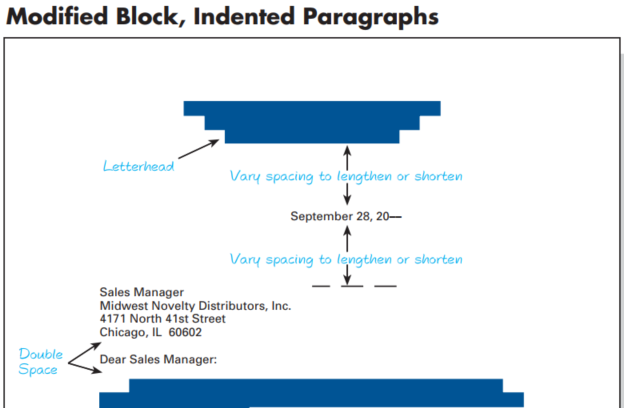 Modified Block, Indented Paragraphs
Letterhead
Vary spacing to lengthen or shorten
September 28, 20—
Vary spacing to lengthen or shorten
Sales Manager
Midwest Novelty Distributors, Inc.
4171 North 41st Street
Chicago, IL 60602
Double
Space
Dear Sales Manager: